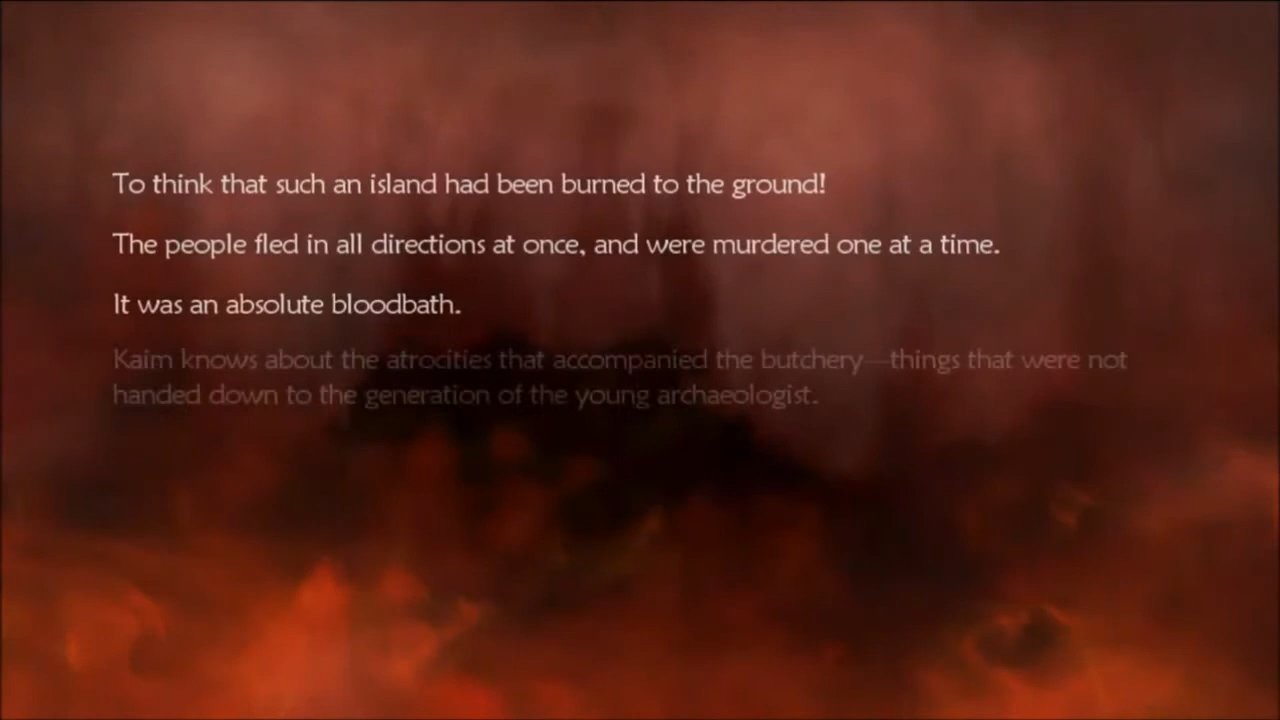 To think that such an island had been burned to the ground!
The people fled in all directions at once, and were murdered one at a time.
It was an absolute bloodbath.
Kaim knows about the atrocities that accompanied the butchery—things that were not
handed down to the generation of the young archaeologist.